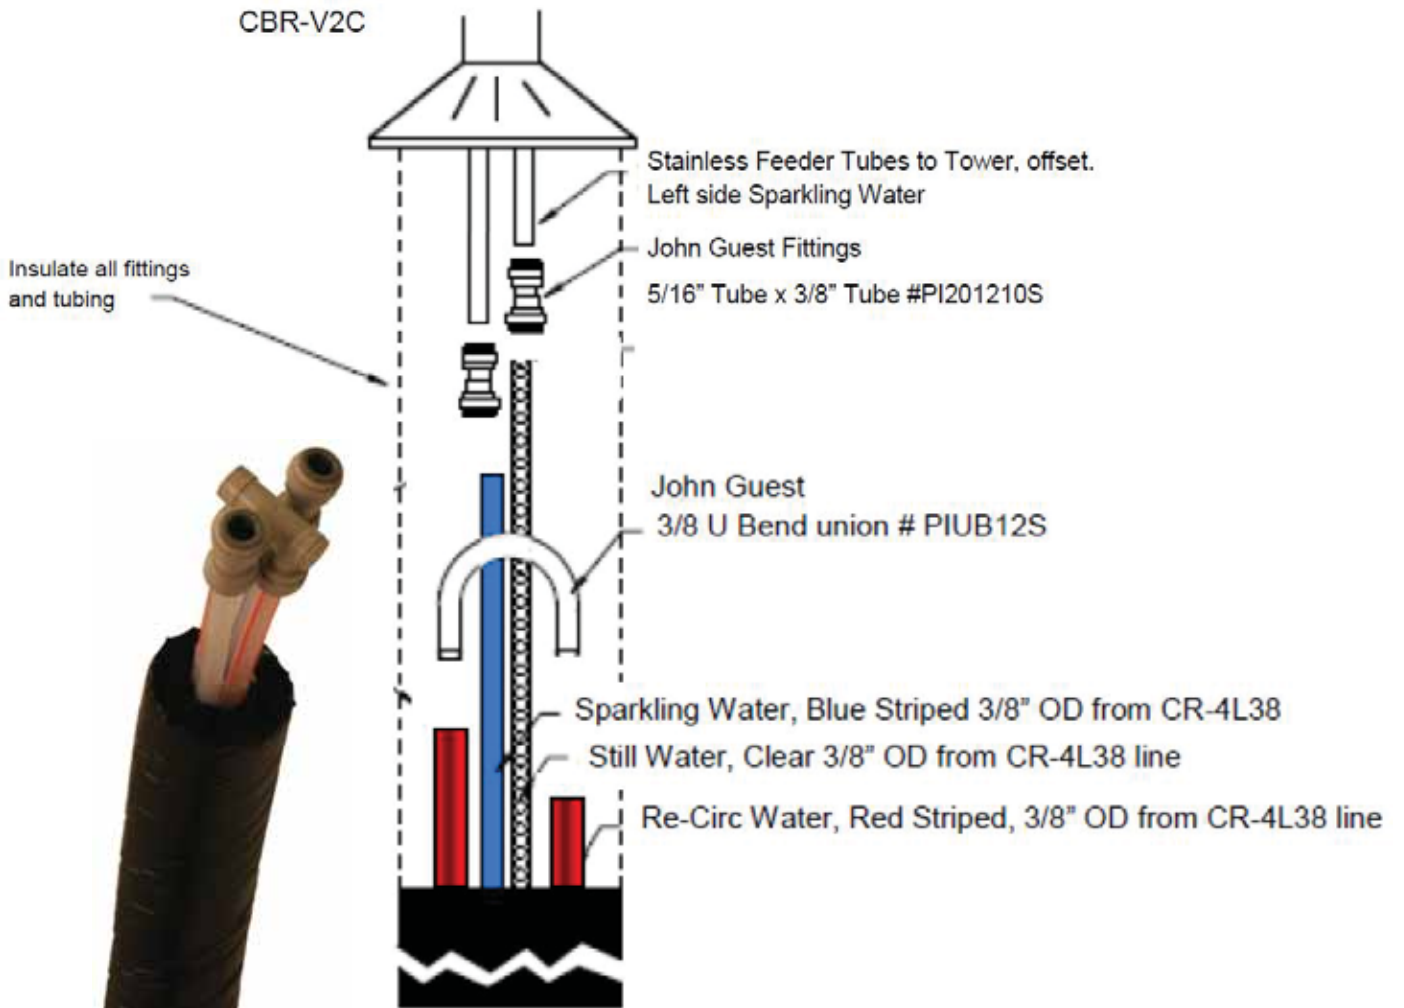 CBR-V2C
Stainless Feeder Tubes to Tower, offset.
Left side Sparkling Water
John Guest Fittings
5/16” Tube x 3/8” Tube #PI201210S
Insulate all fittings
and tubing
John Guest
3/8 U Bend union # PIUB12S
Sparkling Water, Blue Striped 3/8” OD from CR-4L38
Still Water, Clear 3/8” OD from CR-4L38 line
Re-Circ Water, Red Striped, 3/8” OD from CR-4L38 line